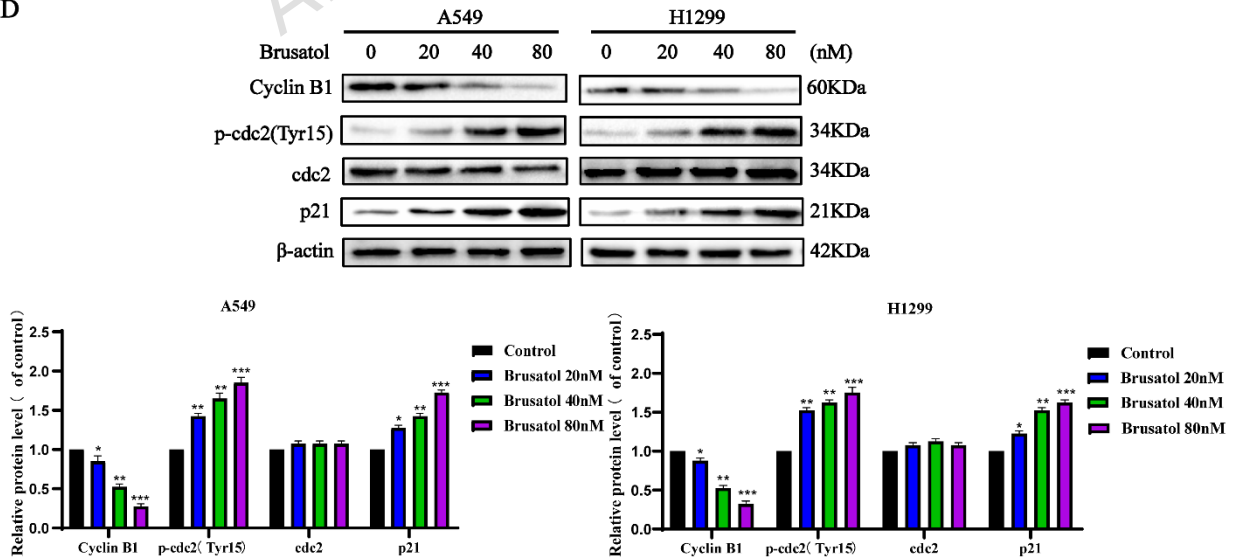 D
A549 H1299
Brusatol 0 20 40 80 0 20 40 80 (nM)
Cyclin B1 60KDa
p-cdc2(Tyr15) 34KDa
cdc2 34KDa
p21 21KDa
β-actin 42KDa
A549
Relative protein level ( of control)
2.5
2.0
1.5
1.0
0.5
0.0
* ** ***
** ** ***
* ** ***
Cyclin B1 p-cdc2( Tyr15) cdc2 p21
Control
Brusatol 20nM
Brusatol 40nM
Brusatol 80nM
H1299
Relative protein level ( of control)
2.5
2.0
1.5
1.0
0.5
0.0
* ** ***
** ** ***
* ** ***
Cyclin B1 p-cdc2( Tyr15) cdc2 p21
Control
Brusatol 20nM
Brusatol 40nM
Brusatol 80nM